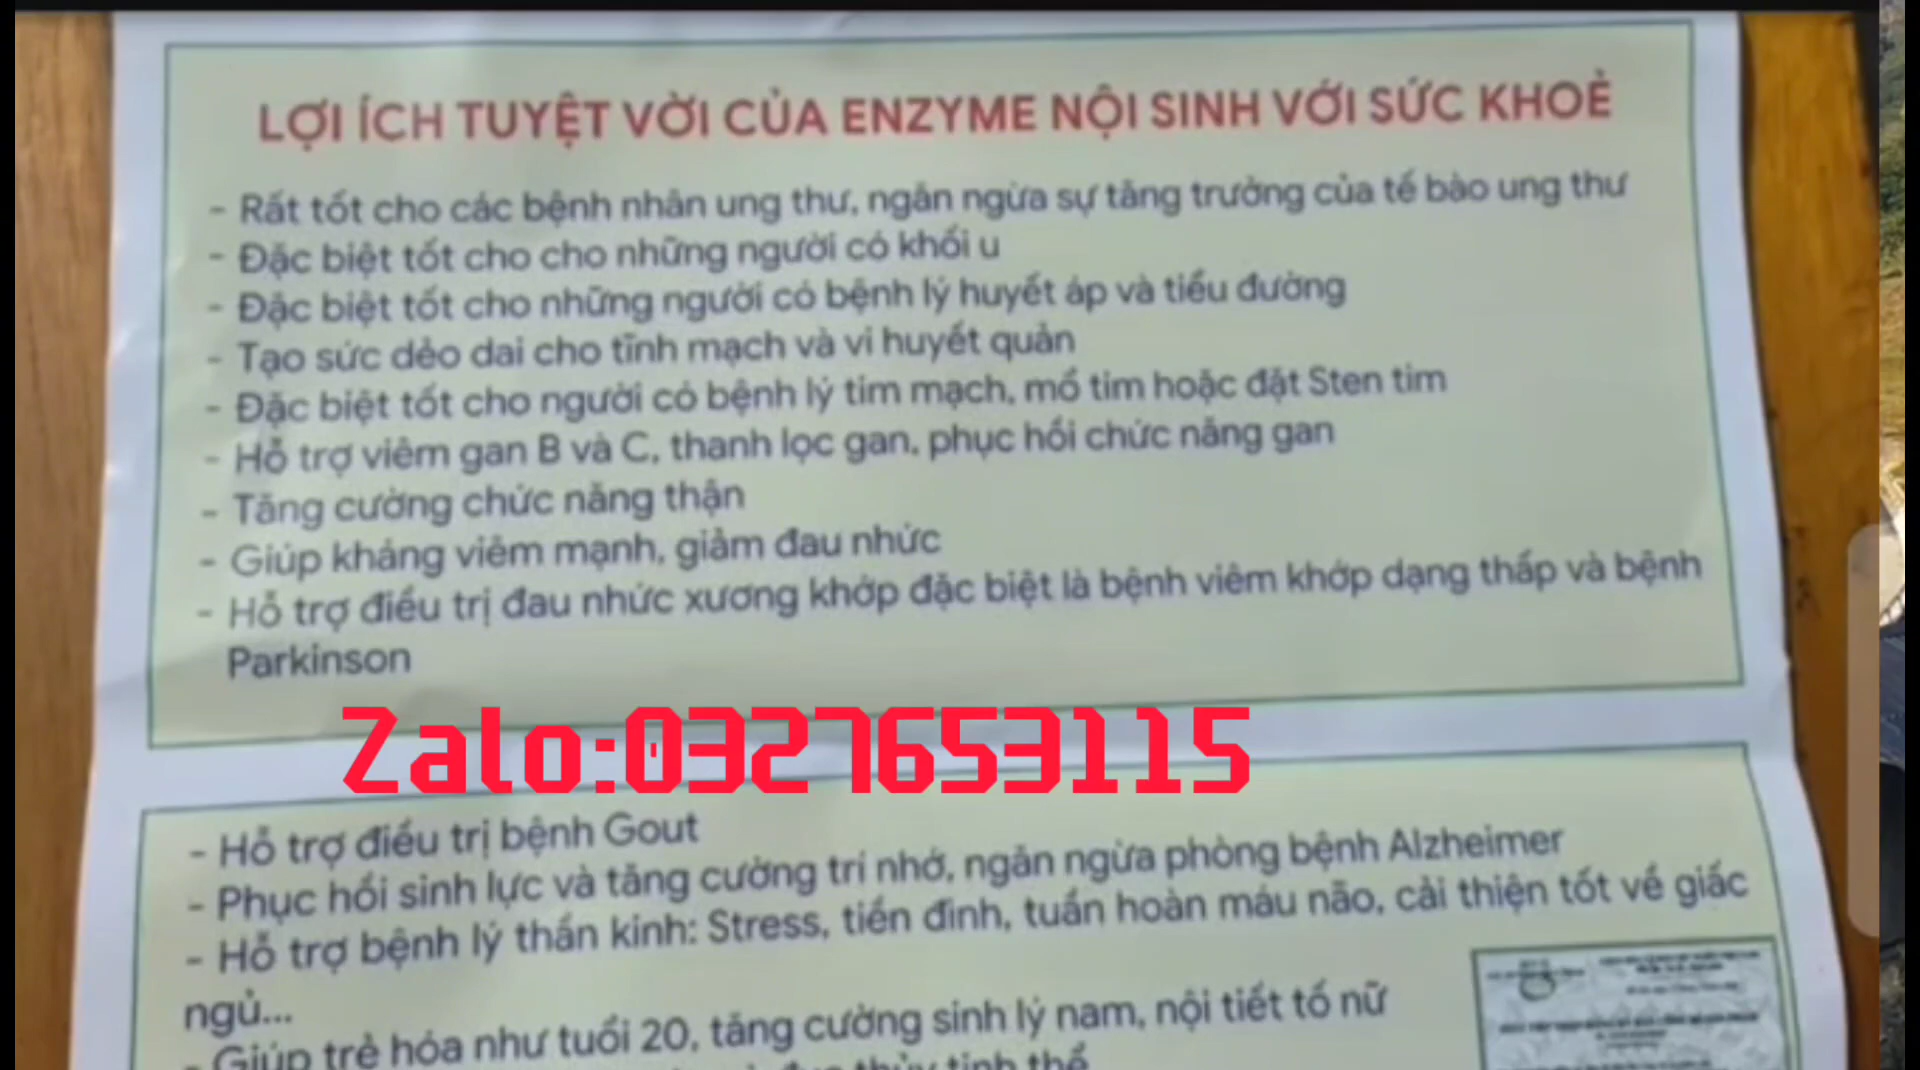 LỢI ÍCH TUYỆT VỜI CỦA ENZYME NỘI SINH VỚI SỨC KHOẺ
- Rất tốt cho các bệnh nhân ung thư, ngăn ngừa sự tăng trưởng của tế bào ung thư
- Đặc biệt tốt cho cho những người có khối u
- Đặc biệt tốt cho những người có bệnh lý huyết áp và tiểu đường
- Tạo sức dẻo dai cho tĩnh mạch và vi huyết quản
- Đặc biệt tốt cho người có bệnh lý tim mạch, mổ tim hoặc đặt Sten tim
- Hỗ trợ viêm gan B và C, thanh lọc gan, phục hồi chức năng gan
- Tăng cường chức năng thận
- Giúp kháng viêm mạnh, giảm đau nhức
- Hỗ trợ điều trị đau nhức xương khớp đặc biệt là bệnh viêm khớp dạng thấp và bệnh
Parkinson
Zalo:0327653115
- Hỗ trợ điều trị bệnh Gout
- Phục hồi sinh lực và tăng cường trí nhớ, ngăn ngừa phòng bệnh Alzheimer
- Hỗ trợ bệnh lý thần kinh: Stress, tiền đình, tuần hoàn máu não, cải thiện tốt về giấc
ngủ...
- Giúp trẻ hóa như tuổi 20, tăng cường sinh lý nam, nội tiết tố nữ
thủy tinh thể